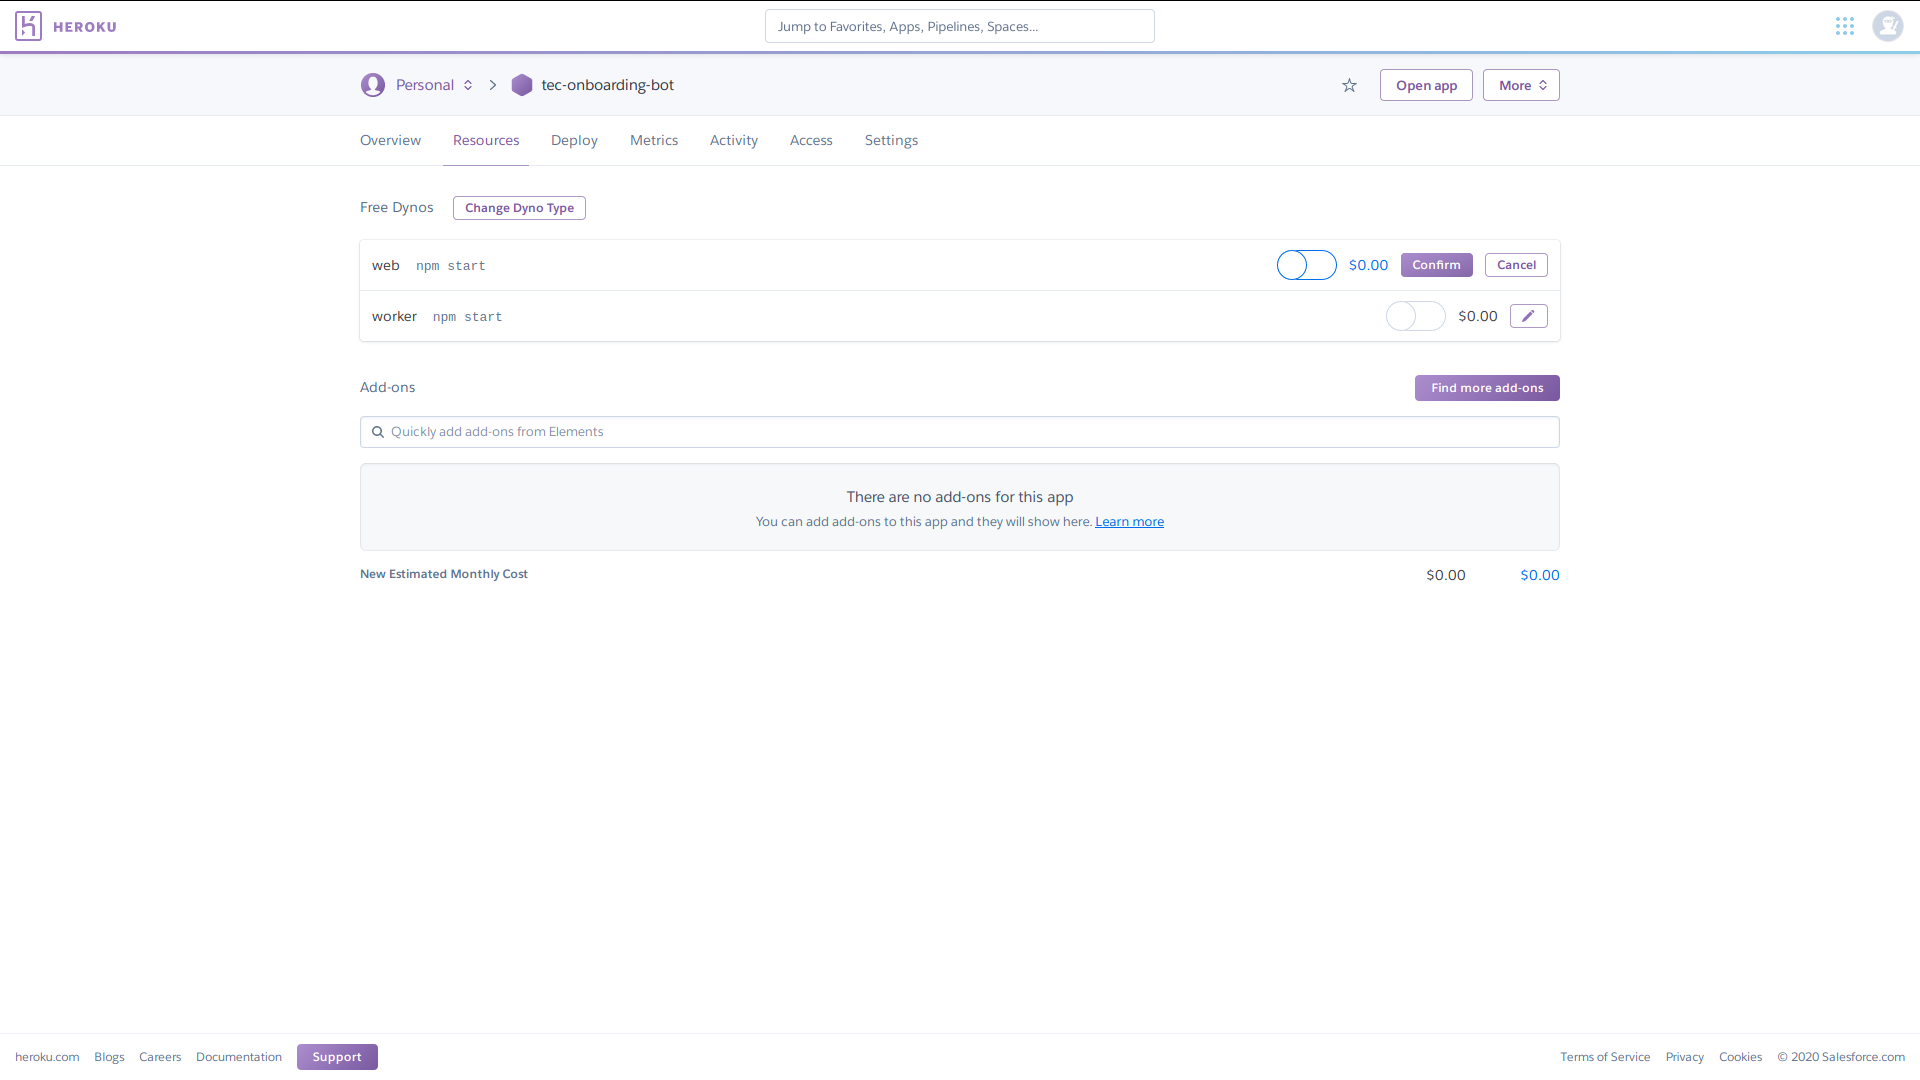 HEROKU
Jump to Favorites, Apps, Pipelines, Spaces...
Personal
tec-onboarding-bot
Open app
More
Overview
Resources
Deploy
Metrics
Activity
Access
Settings
Free Dynos
Change Dyno Type
web npm start
$0.00
Confirm
Cancel
worker npm start
$0.00
Add-ons
Find more add-ons
Quickly add add-ons from Elements
There are no add-ons for this app
You can add add-ons to this app and they will show here. Learn more
New Estimated Monthly Cost
$0.00
$0.00
heroku.com
Blogs
Careers
Documentation
Support
Terms of Service
Privacy
Cookies
© 2020 Salesforce.com